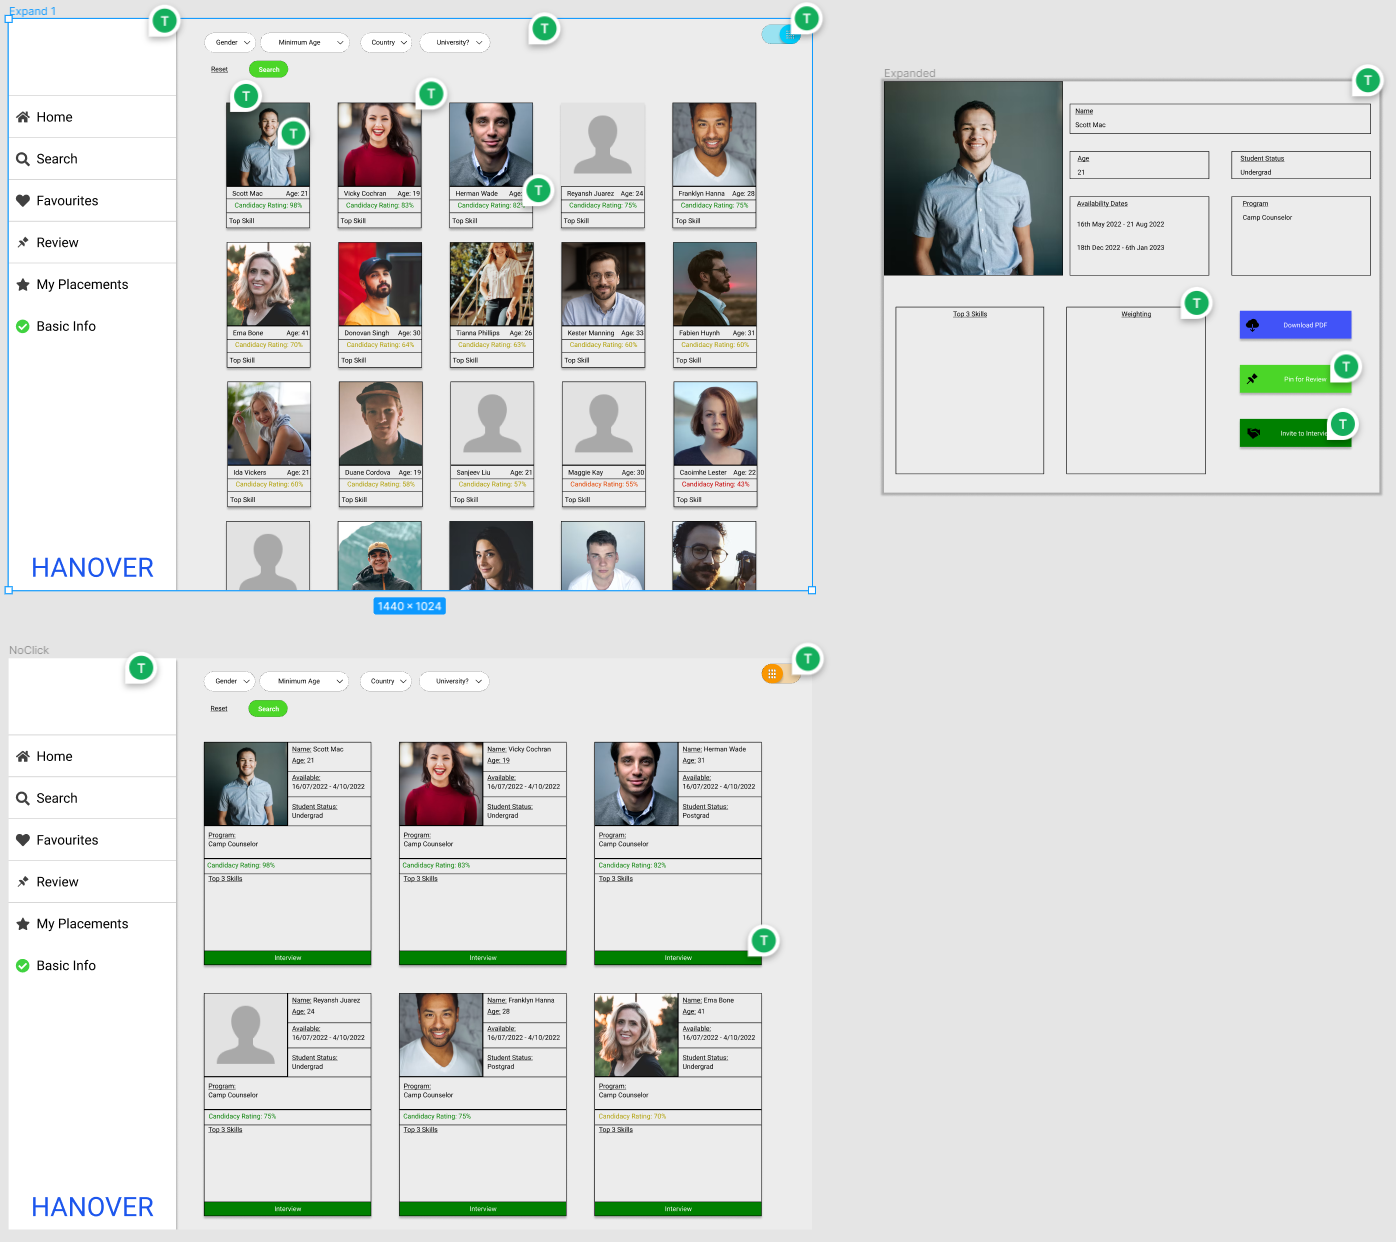 Expand 1
T
T
T
Gender
Minimum Age
Country
University?
Reset
Search
Home
Search
Favourites
Review
My Placements
Basic Info
HANOVER
T
T
T
T
Scott Mac Age: 21
Candidacy Rating: 98%
Top Skill
Vicky Cochran Age: 19
Candidacy Rating: 83%
Top Skill
Herman Wade Age:
Candidacy Rating: 82%
Top Skill
Reyansh Juarez Age: 24
Candidacy Rating: 75%
Top Skill
Franklyn Hanna Age: 28
Candidacy Rating: 75%
Top Skill
Ema Bone Age: 41
Candidacy Rating: 70%
Top Skill
Donovan Singh Age: 30
Candidacy Rating: 64%
Top Skill
Tianna Phillips Age: 26
Candidacy Rating: 63%
Top Skill
Kester Manning Age: 33
Candidacy Rating: 60%
Top Skill
Fabien Huynh Age: 31
Candidacy Rating: 60%
Top Skill
Ida Vickers Age: 21
Candidacy Rating: 60%
Top Skill
Duane Cordova Age: 19
Candidacy Rating: 58%
Top Skill
Sanjeev Liu Age: 21
Candidacy Rating: 57%
Top Skill
Maggie Kay Age: 30
Candidacy Rating: 55%
Top Skill
Caoimhe Lester Age: 22
Candidacy Rating: 43%
Top Skill
1440 × 1024
Expanded
T
Name
Scott Mac
Age
21
Student Status
Undergrad
Availability Dates
16th May 2022 - 21 Aug 2022
18th Dec 2022 - 6th Jan 2023
Program
Camp Counselor
Top 3 Skills
Weighting
T
Download PDF
Pin for Review
T
Invite to Intervie
T
NoClick
T
T
Gender
Minimum Age
Country
University?
Reset
Search
Home
Search
Favourites
Review
My Placements
Basic Info
HANOVER
Name: Scott Mac
Age: 21
Available:
16/07/2022 - 4/10/2022
Student Status:
Undergrad
Program:
Camp Counselor
Candidacy Rating: 98%
Top 3 Skills
Interview
Name: Vicky Cochran
Age: 19
Available:
16/07/2022 - 4/10/2022
Student Status:
Undergrad
Program:
Camp Counselor
Candidacy Rating: 83%
Top 3 Skills
Interview
Name: Herman Wade
Age: 31
Available:
16/07/2022 - 4/10/2022
Student Status:
Postgrad
Program:
Camp Counselor
Candidacy Rating: 82%
Top 3 Skills
T
Interview
Name: Reyansh Juarez
Age: 24
Available:
16/07/2022 - 4/10/2022
Student Status:
Undergrad
Program:
Camp Counselor
Candidacy Rating: 75%
Top 3 Skills
Interview
Name: Franklyn Hanna
Age: 28
Available:
16/07/2022 - 4/10/2022
Student Status:
Postgrad
Program:
Camp Counselor
Candidacy Rating: 75%
Top 3 Skills
Interview
Name: Ema Bone
Age: 41
Available:
16/07/2022 - 4/10/2022
Student Status:
Undergrad
Program:
Camp Counselor
Candidacy Rating: 70%
Top 3 Skills
Interview